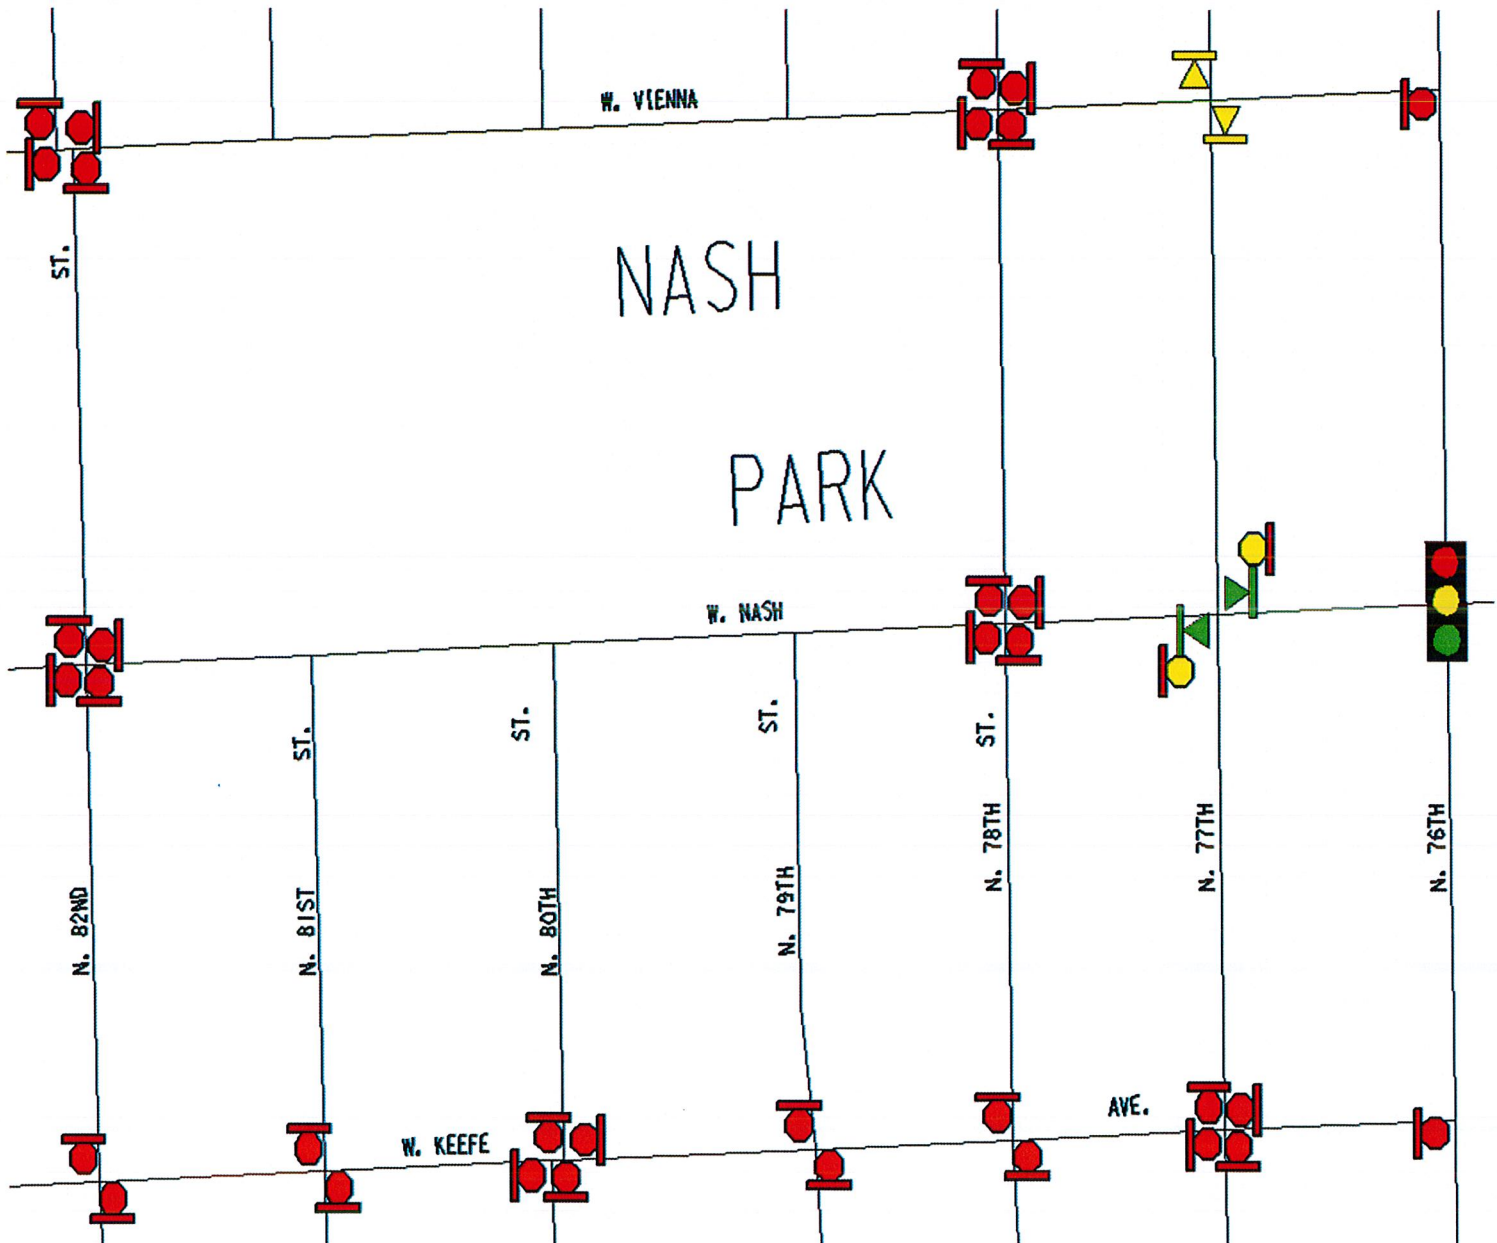 W. VIENNA
ST.
NASH
PARK
W. NASH
ST.
ST.
ST.
ST.
N. 82ND
N. 81ST
N. 80TH
N. 79TH
N. 78TH
N. 77TH
N. 76TH
W. KEEFE
AVE.